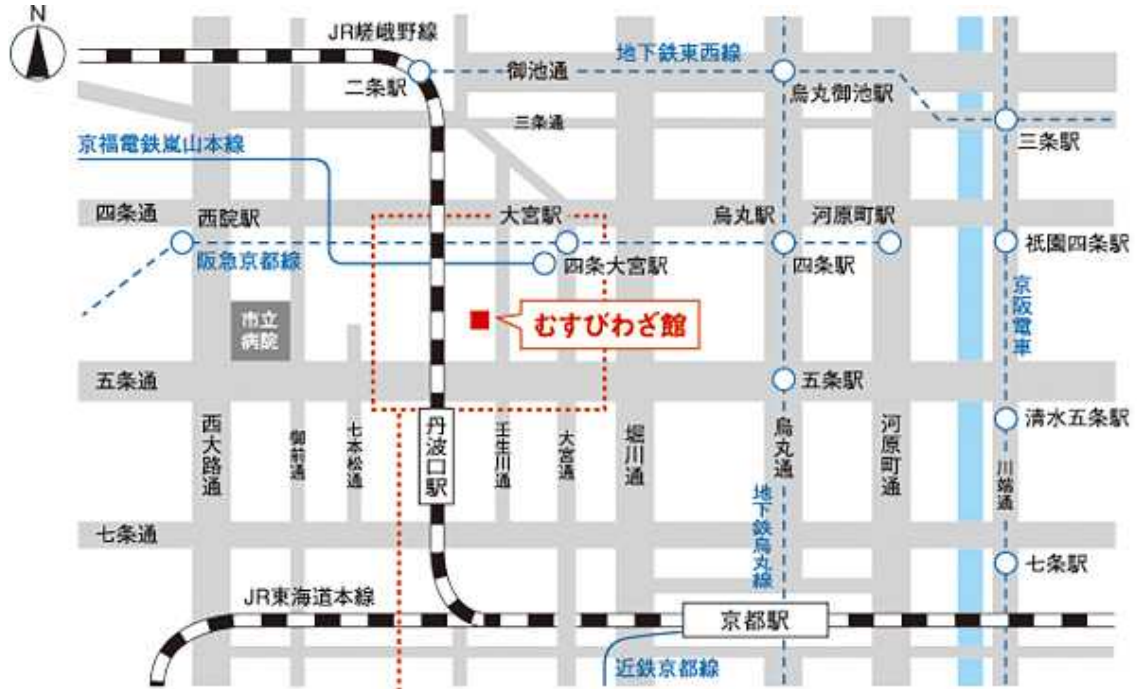 N
JR嵯峨野線
地下鉄東西線
御池通
二条駅
烏丸御池駅
三条通
三条駅
京福電鉄嵐山本線
四条通
西院駅
大宮駅
烏丸駅
河原町駅
阪急京都線
四条大宮駅
四条駅
祇園四条駅
市立
病院
むすびわざ館
京阪電車
五条通
五条駅
西大路通
御前通
七本松通
丹波口駅
壬生川通
大宮通
堀川通
烏丸通
河原町通
清水五条駅
川端通
地下鉄烏丸線
七条通
七条駅
JR東海道本線
京都駅
近鉄京都線